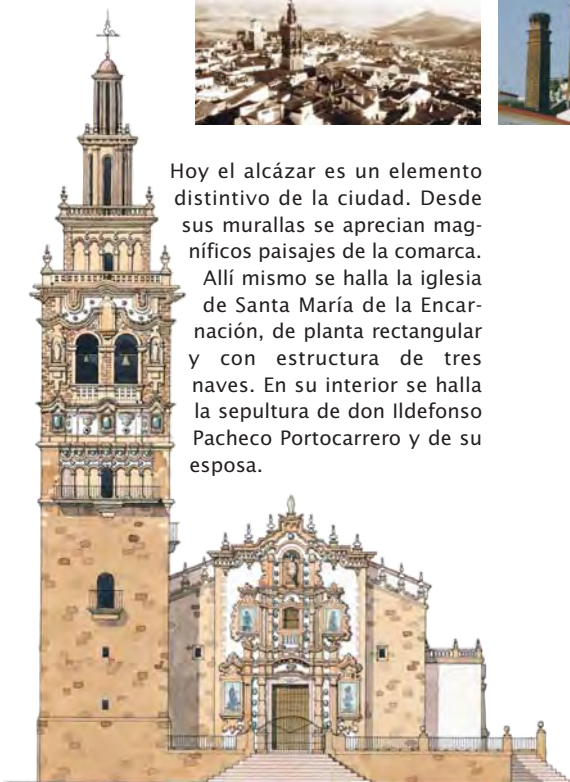 Hoy el alcázar es un elemento
distintivo de la ciudad. Desde
sus murallas se aprecian mag-
níficos paisajes de la comarca.
Allí mismo se halla la iglesia
de Santa María de la Encar-
nación, de planta rectangular
y con estructura de tres
naves. En su interior se halla
la sepultura de don Ildefonso
Pacheco Portocarrero y de su
esposa.